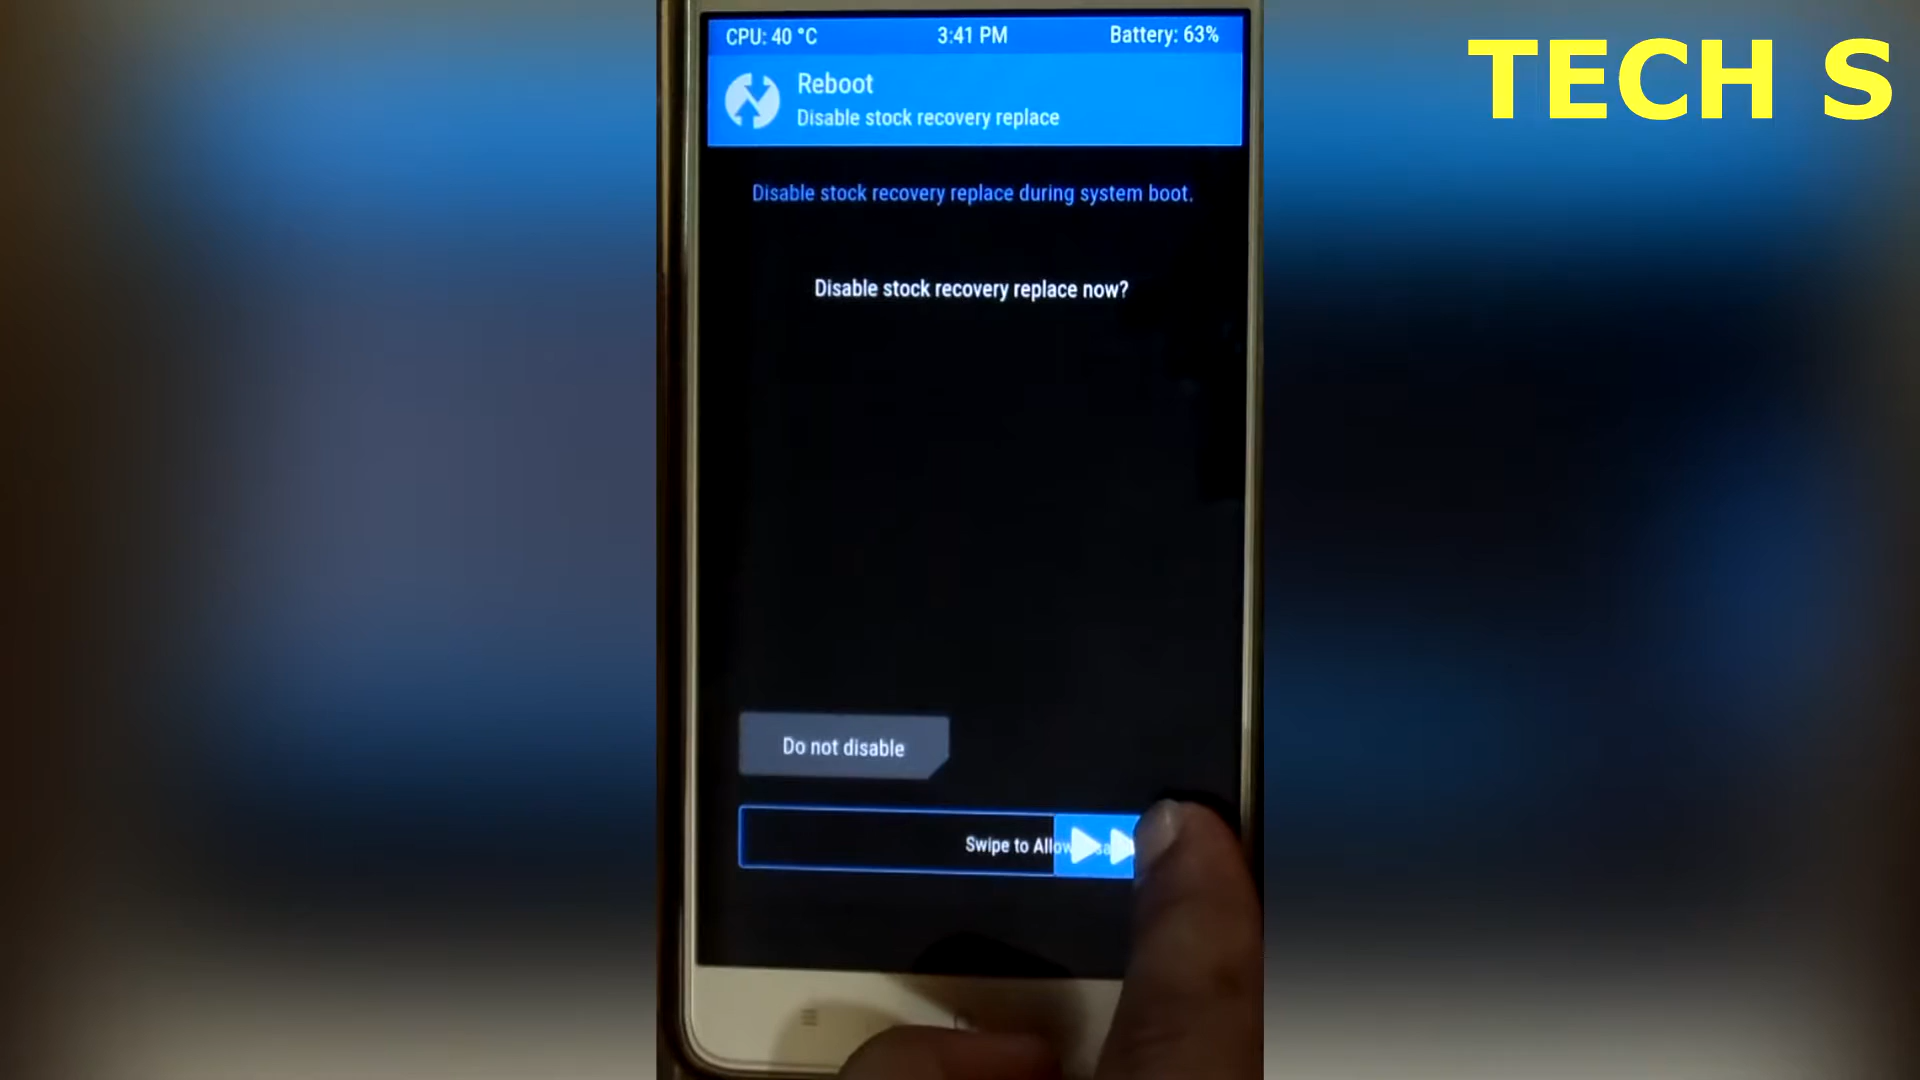 TECH S
CPU: 40 °C 3:41 PM Battery: 63%
Reboot
Disable stock recovery replace
Disable stock recovery replace during system boot.
Disable stock recovery replace now?
Do not disable
Swipe to Allow